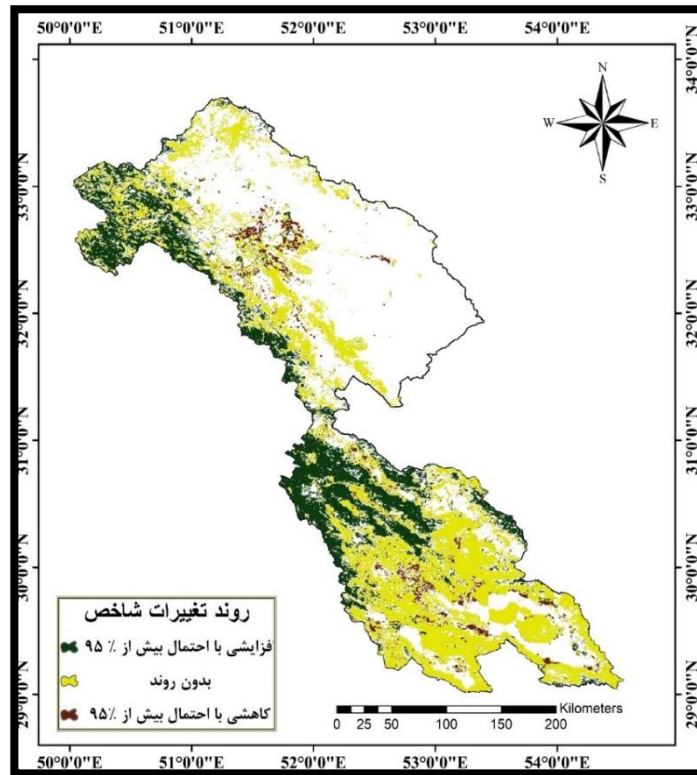 50°0'0"E 51°0'0"E 52°0'0"E 53°0'0"E 54°0'0"E
34°0'0"N
33°0'0"N
32°0'0"N
31°0'0"N
30°0'0"N
29°0'0"N
N
W E
S
34°0'0"N
33°0'0"N
32°0'0"N
31°0'0"N
30°0'0"N
29°0'0"N
روند تغییرات شاخص
فزایشی با احتمال بیش از ٪ ۹۵
بدون روند
کاهشی با احتمال بیش از ٪۹۵
Kilometers
0 25 50 100 150 200
50°0'0"E 51°0'0"E 52°0'0"E 53°0'0"E 54°0'0"E